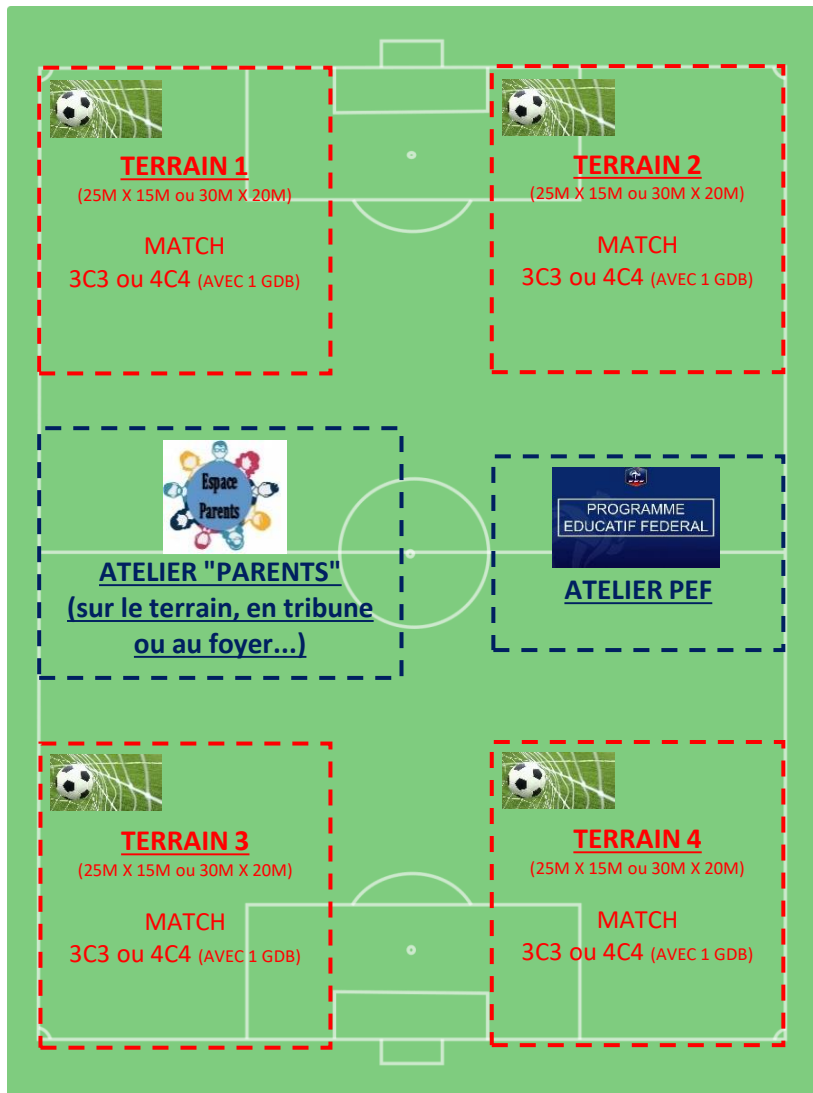 TERRAIN 1
(25M X 15M ou 30M X 20M)
MATCH
3C3 ou 4C4 (AVEC 1 GDB)
TERRAIN 2
(25M X 15M ou 30M X 20M)
MATCH
3C3 ou 4C4 (AVEC 1 GDB)
Espace
Parents
ATELIER "PARENTS"
(sur le terrain, en tribune
ou au foyer...)
PROGRAMME
EDUCATIF FEDERAL
ATELIER PEF
TERRAIN 3
(25M X 15M ou 30M X 20M)
MATCH
3C3 ou 4C4 (AVEC 1 GDB)
TERRAIN 4
(25M X 15M ou 30M X 20M)
MATCH
3C3 ou 4C4 (AVEC 1 GDB)